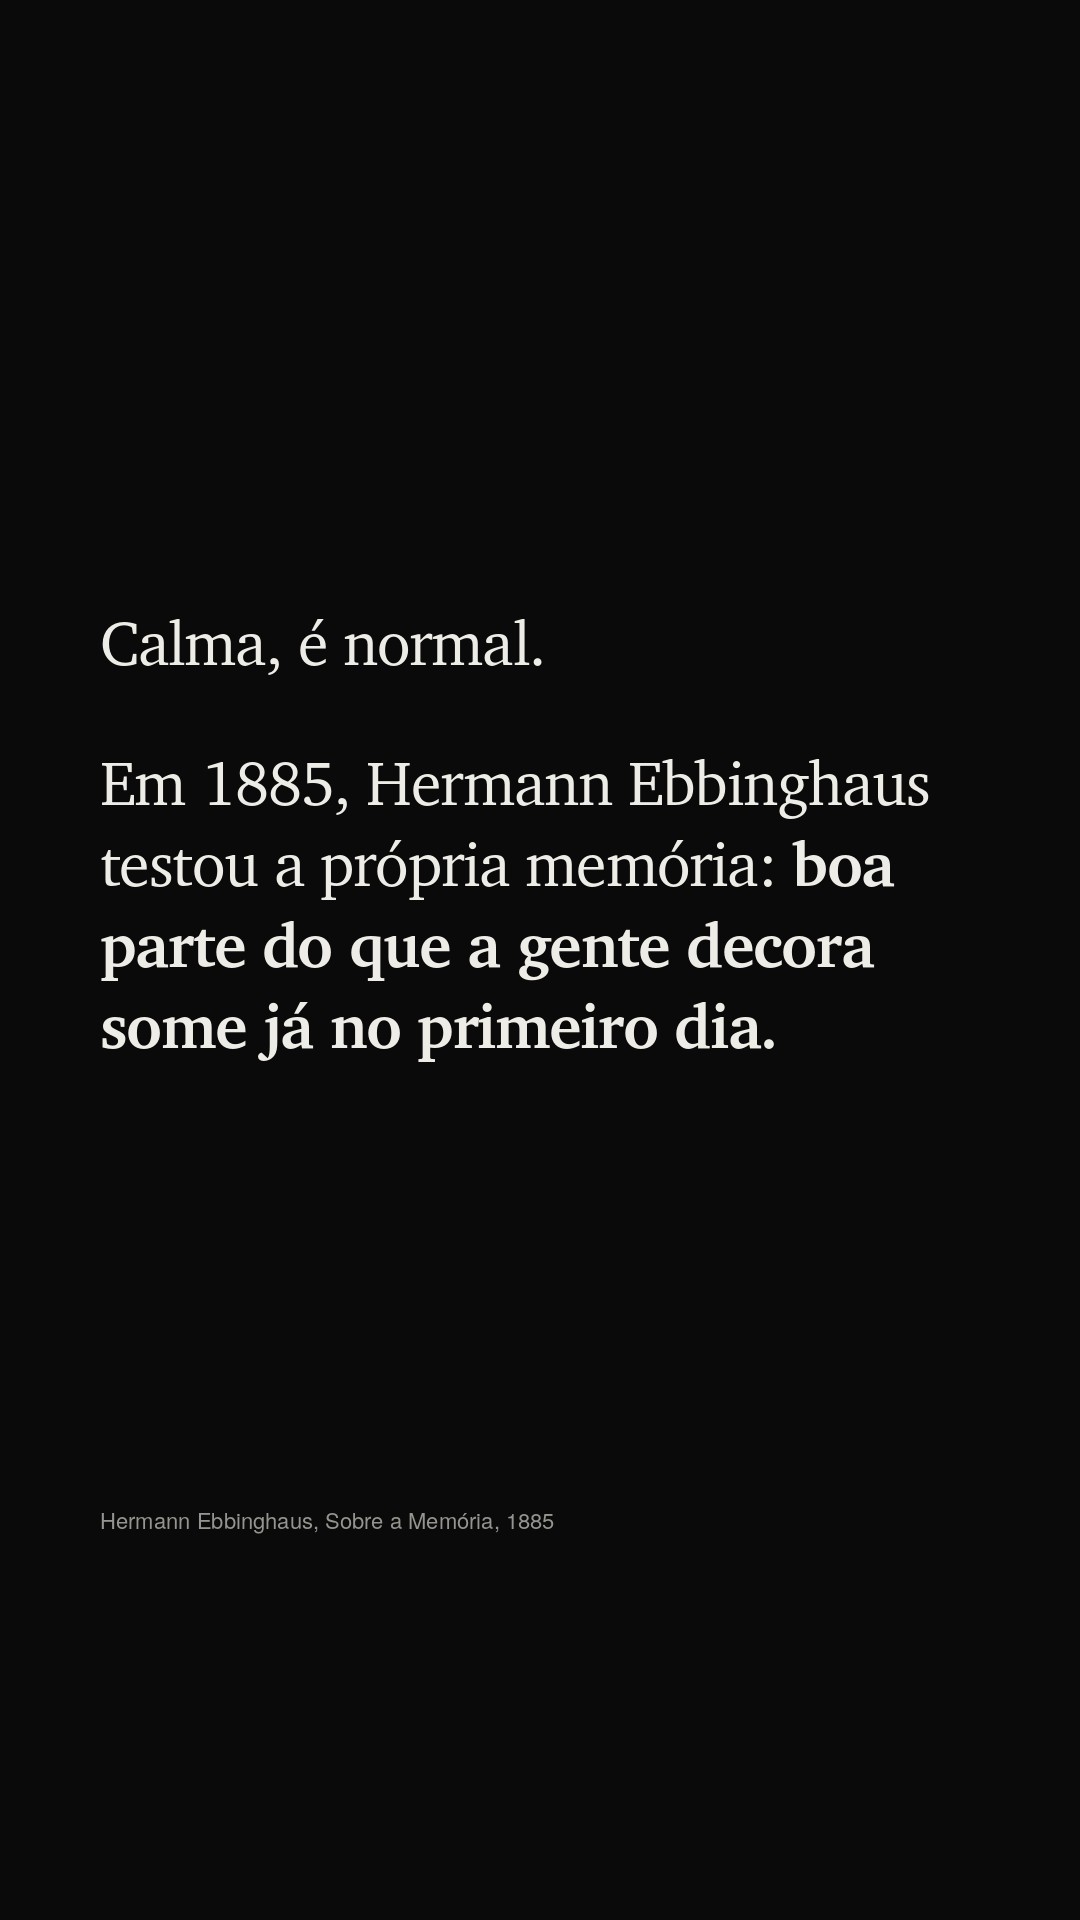 Calma, é normal.
Em 1885, Hermann Ebbinghaus
testou a própria memória: boa
parte do que a gente decora
some já no primeiro dia.
Hermann Ebbinghaus, Sobre a Memória, 1885